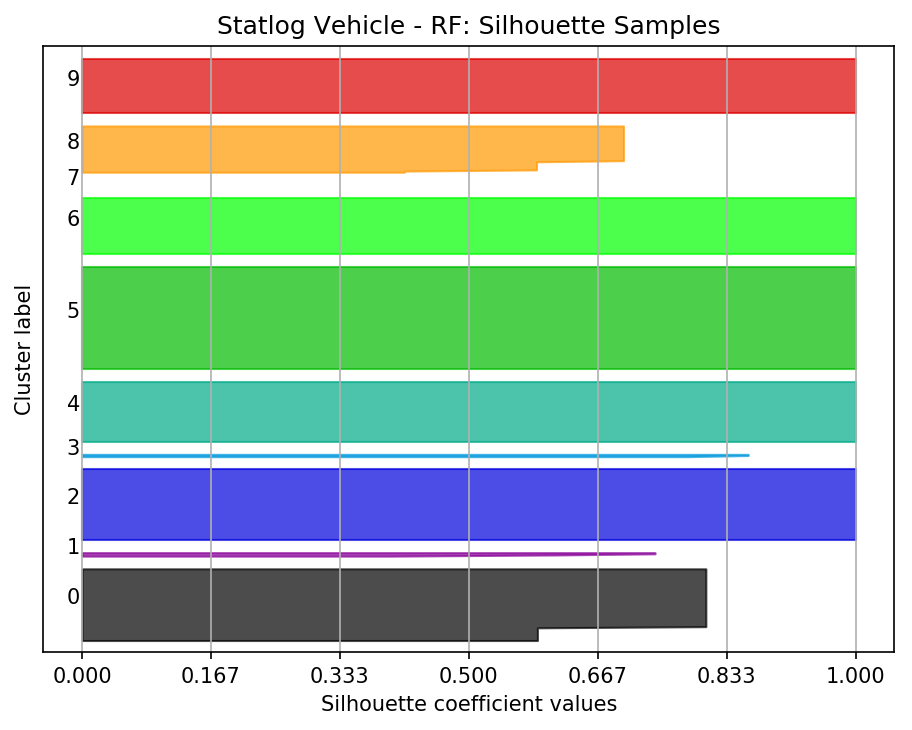 Statlog Vehicle - RF: Silhouette Samples
9
8
7
6
5
4
3
2
1
0
Cluster label
0.000 0.167 0.333 0.500 0.667 0.833 1.000
Silhouette coefficient values